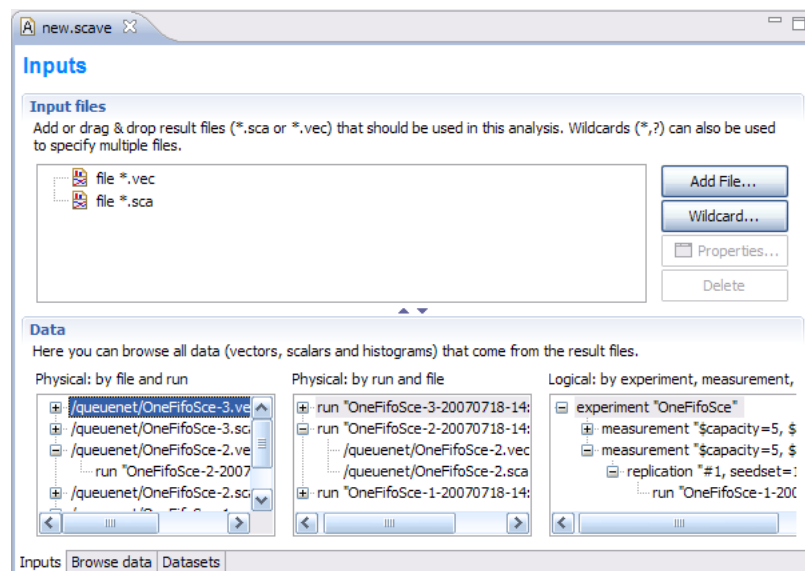 new.scave
Inputs
Input files
Add or drag & drop result files (*.sca or *.vec) that should be used in this analysis. Wildcards (*,?) can also be used
to specify multiple files.
file *.vec
file *.sca
Add File...
Wildcard...
Properties...
Delete
Data
Here you can browse all data (vectors, scalars and histograms) that come from the result files.
Physical: by file and run
/queuenet/OneFifoSce-3.ve
/queuenet/OneFifoSce-3.sc
/queuenet/OneFifoSce-2.ve
run "OneFifoSce-2-2007
/queuenet/OneFifoSce-2.sc
Physical: by run and file
run "OneFifoSce-3-20070718-14:
run "OneFifoSce-2-20070718-14:
/queuenet/OneFifoSce-2.vec
/queuenet/OneFifoSce-2.sca
run "OneFifoSce-1-20070718-14:
Logical: by experiment, measurement,
experiment "OneFifoSce"
measurement "$capacity=5, $
measurement "$capacity=5, $
replication "#1, seedset=1
run "OneFifoSce-1-200
Inputs Browse data Datasets